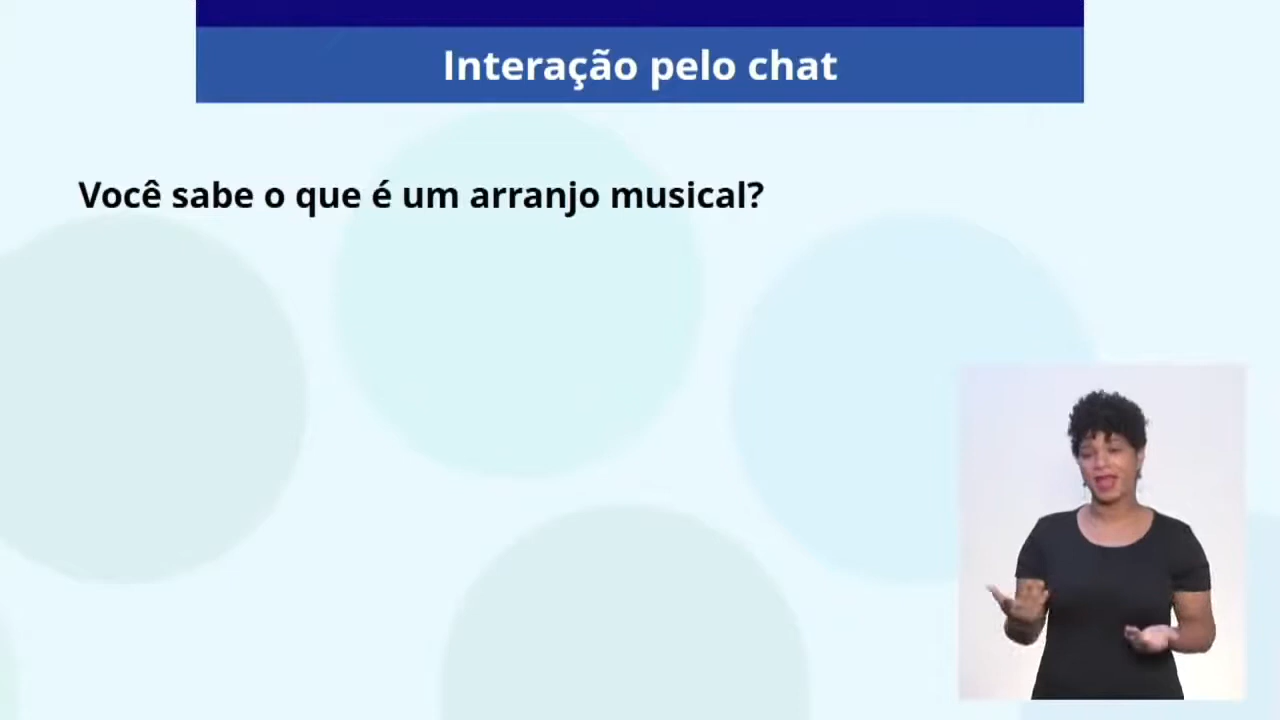 Interação pelo chat
Você sabe o que é um arranjo musical?